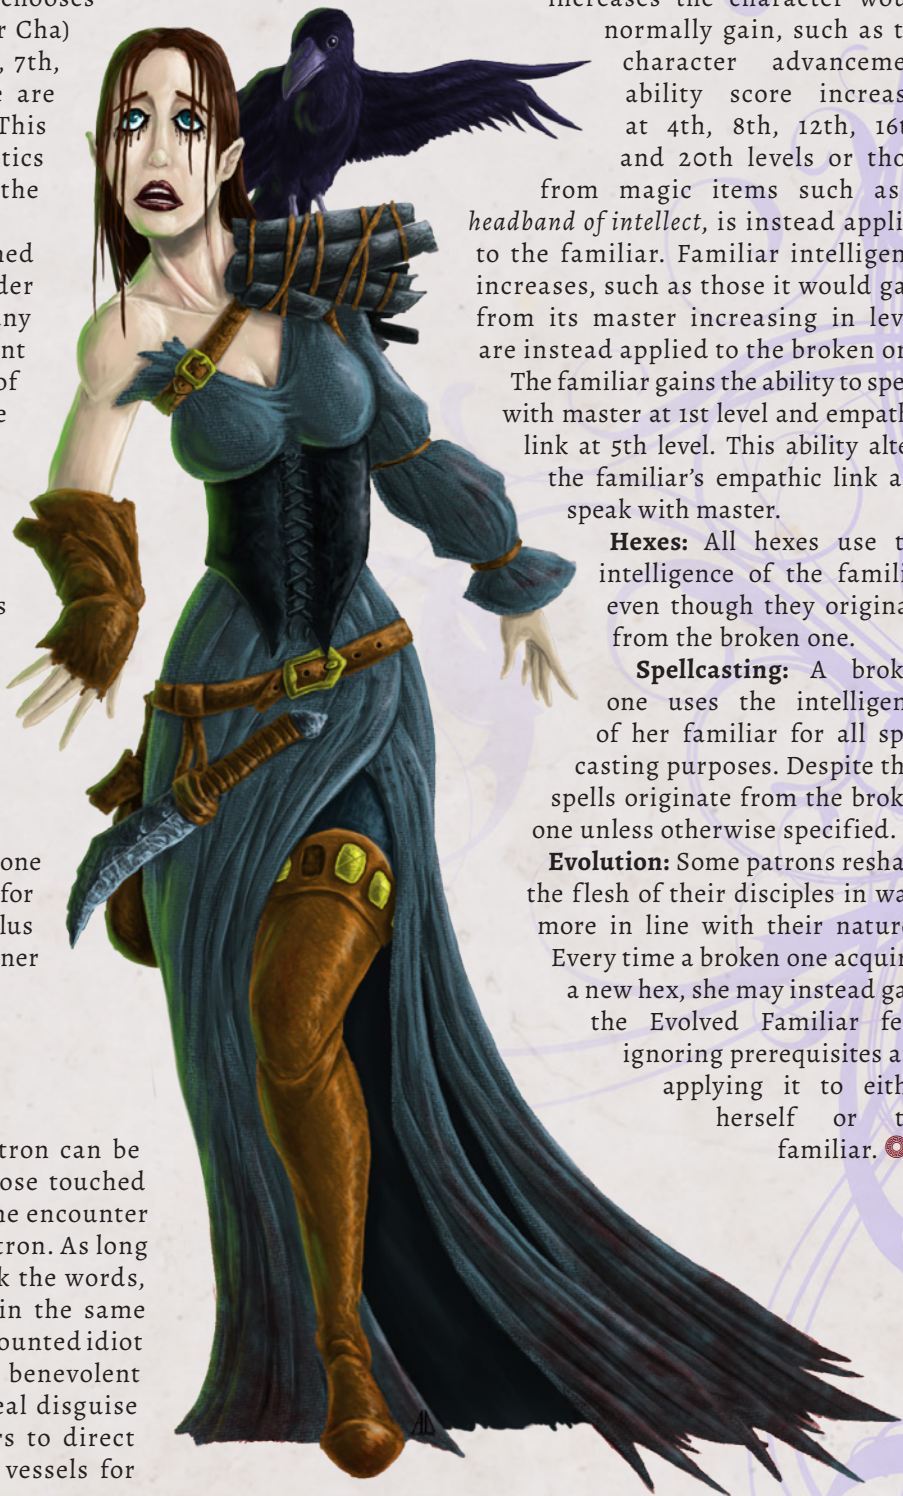 chooses
r Cha)
, 7th,
e are
This
tics
the
ned
der
any
nt
of
e
s
one
for
lus
ner
tron can be
ose touched
ne encounter
tron. As long
k the words,
in the same
ounted idiot
benevolent
eal disguise
rs to direct
vessels for
increases the character wou
normally gain, such as t
character advanceme
ability score increas
at 4th, 8th, 12th, 16t
and 20th levels or tho
from magic items such as
headband of intellect, is instead appli
to the familiar. Familiar intelligen
increases, such as those it would ga
from its master increasing in lev
are instead applied to the broken on
The familiar gains the ability to spe
with master at 1st level and empath
link at 5th level. This ability alte
the familiar’s empathic link a
speak with master.
Hexes: All hexes use t
intelligence of the famili
even though they origina
from the broken one.
Spellcasting: A brok
one uses the intelligen
of her familiar for all sp
casting purposes. Despite th
spells originate from the brok
one unless otherwise specified.
Evolution: Some patrons resha
the flesh of their disciples in wa
more in line with their nature
Every time a broken one acquir
a new hex, she may instead ga
the Evolved Familiar fe
ignoring prerequisites a
applying it to eith
herself or t
familiar.